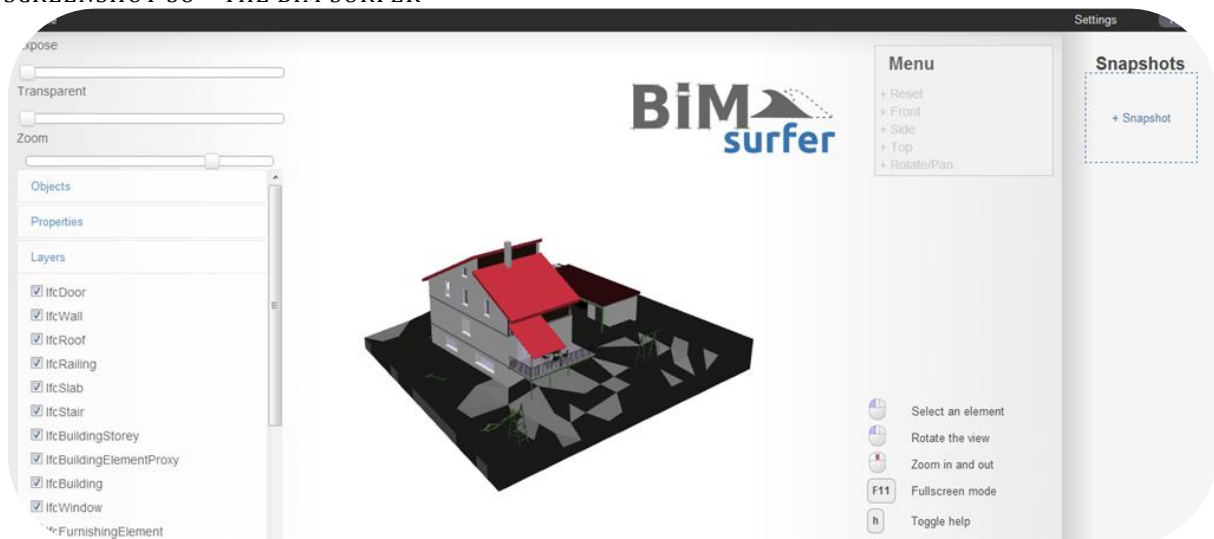 Settings
xpose
Transparent
Zoom
Objects
Properties
Layers
IfcDoor
IfcWall
IfcRoof
IfcRailing
IfcSlab
IfcStair
IfcBuildingStorey
IfcBuildingElementProxy
IfcBuilding
IfcWindow
IfcFurnishingElement
BiM
surfer
Menu
+ Reset
+ Front
+ Side
+ Top
+ Rotate/Pan
Select an element
Rotate the view
Zoom in and out
F11 Fullscreen mode
h Toggle help
Snapshots
+ Snapshot